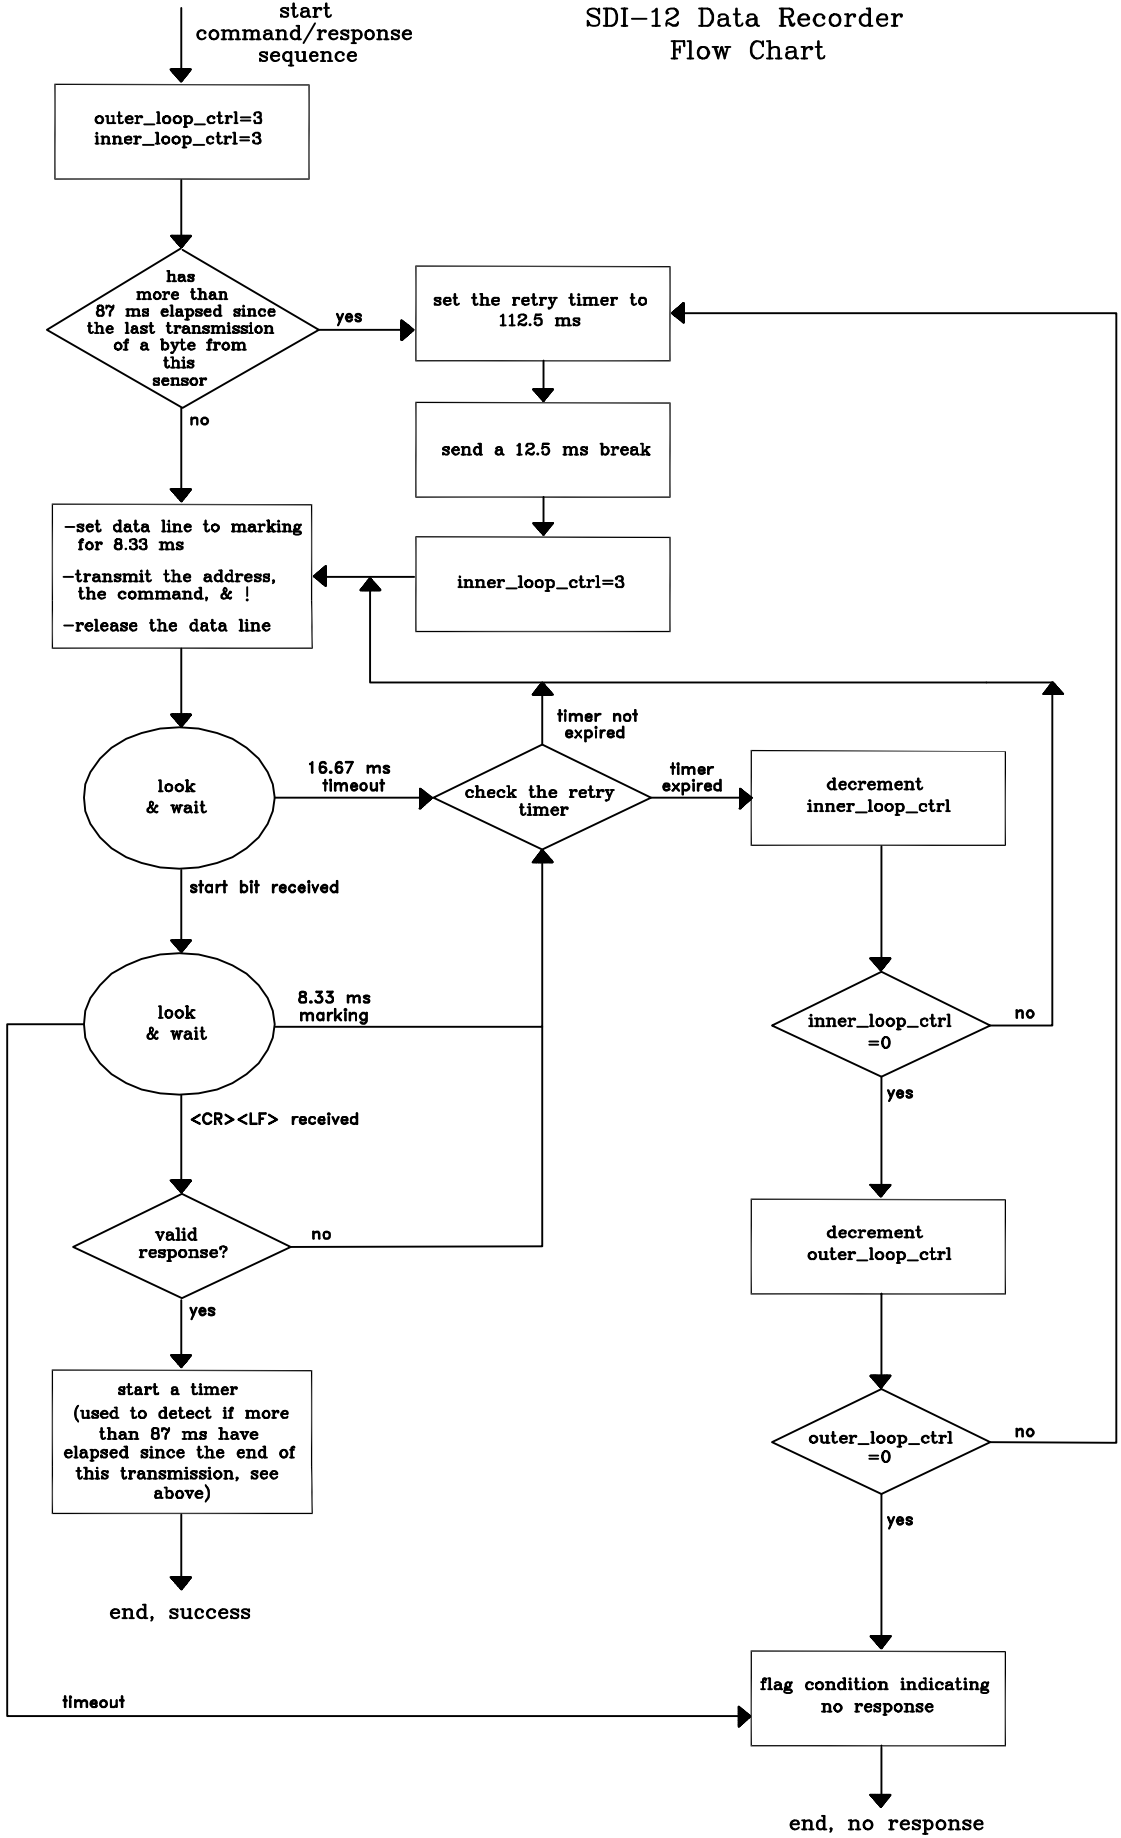 start
command/response
sequence
SDI-12 Data Recorder
Flow Chart
outer_loop_ctrl=3
inner_loop_ctrl=3
has
more than
87 ms elapsed since
the last transmission
of a byte from
this
sensor
yes
no
set the retry timer to
112.5 ms
send a 12.5 ms break
inner_loop_ctrl=3
-set data line to marking
for 8.33 ms
-transmit the address,
the command, & !
-release the data line
look
& wait
16.67 ms
timeout
start bit received
check the retry
timer
timer not
expired
timer
expired
decrement
inner_loop_ctrl
look
& wait
8.33 ms
marking
<CR><LF> received
inner_loop_ctrl
=0
no
yes
valid
response?
no
yes
decrement
outer_loop_ctrl
start a timer
(used to detect if more
than 87 ms have
elapsed since the end of
this transmission, see
above)
end, success
outer_loop_ctrl
=0
no
yes
timeout
flag condition indicating
no response
end, no response